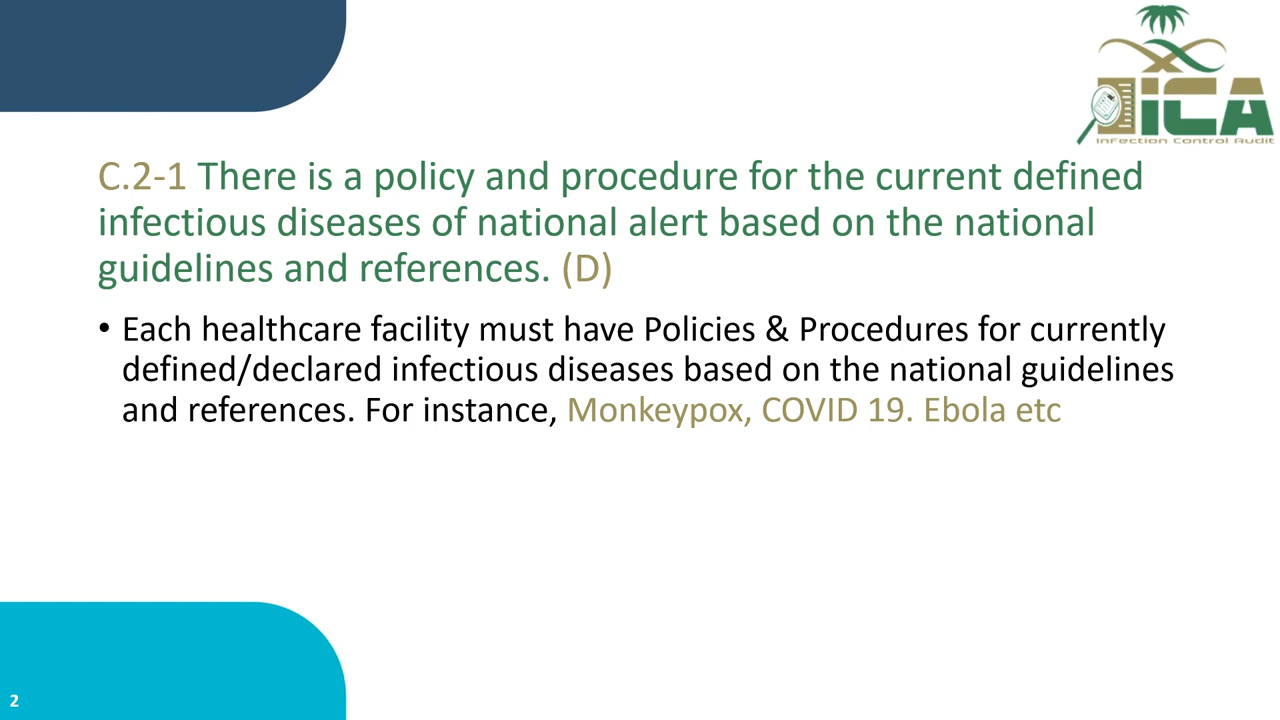 iCA
Infection Control Audit
C.2-1 There is a policy and procedure for the current defined
infectious diseases of national alert based on the national
guidelines and references. (D)
• Each healthcare facility must have Policies & Procedures for currently
defined/declared infectious diseases based on the national guidelines
and references. For instance, Monkeypox, COVID 19. Ebola etc
2